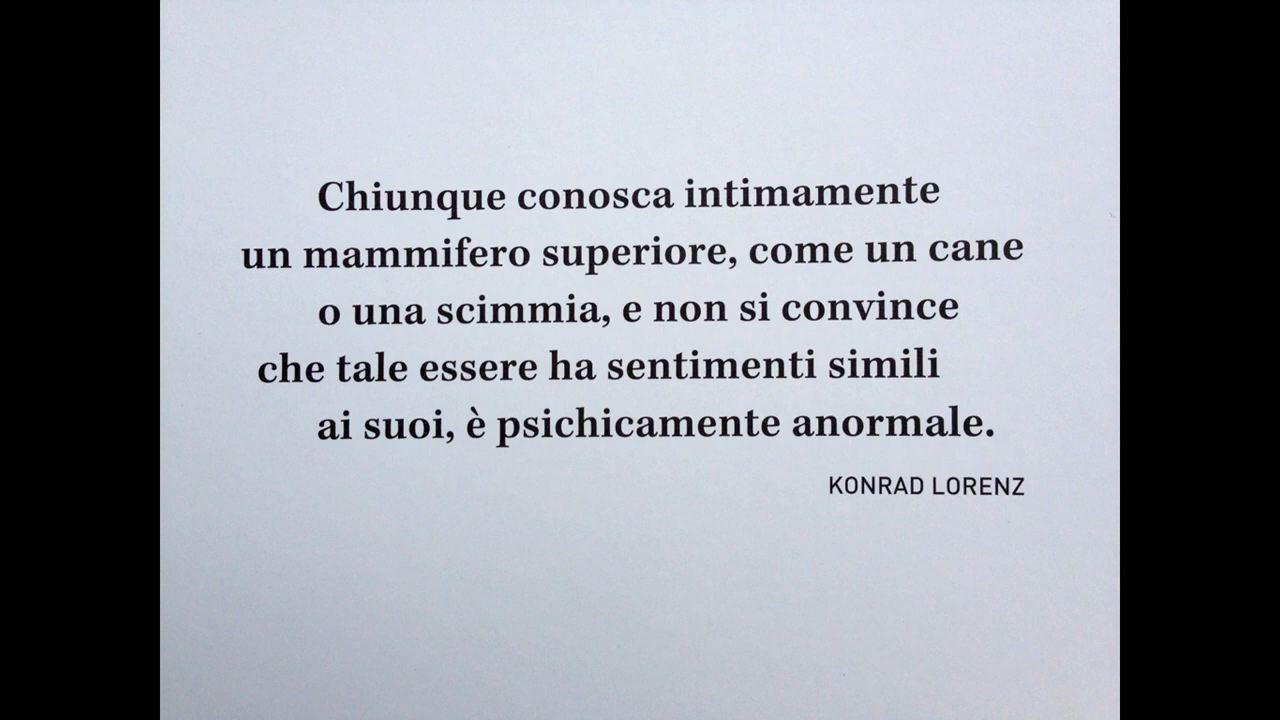 Chiunque conosca intimamente
un mammifero superiore, come un cane
o una scimmia, e non si convince
che tale essere ha sentimenti simili
ai suoi, è psichicamente anormale.
KONRAD LORENZ